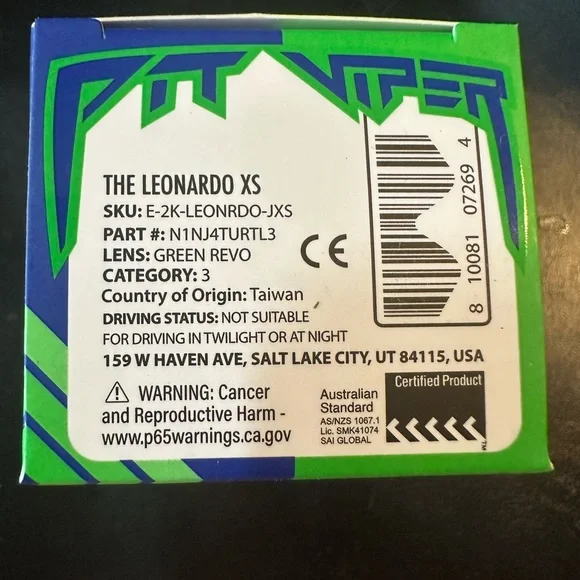 PIT VIPER
THE LEONARDO XS
SKU: E-2K-LEONRDO-JXS
PART #: N1NJ4TURTL3
LENS: GREEN REVO
CATEGORY: 3
Country of Origin: Taiwan
DRIVING STATUS: NOT SUITABLE
FOR DRIVING IN TWILIGHT OR AT NIGHT
159 W HAVEN AVE, SALT LAKE CITY, UT 84115, USA
CE
8 10081 07269 4
⚠ WARNING: Cancer
and Reproductive Harm -
www.p65warnings.ca.gov
Australian
Standard
AS/NZS 1067.1
Lic. SMK41074
SAI GLOBAL
Certified Product
TM